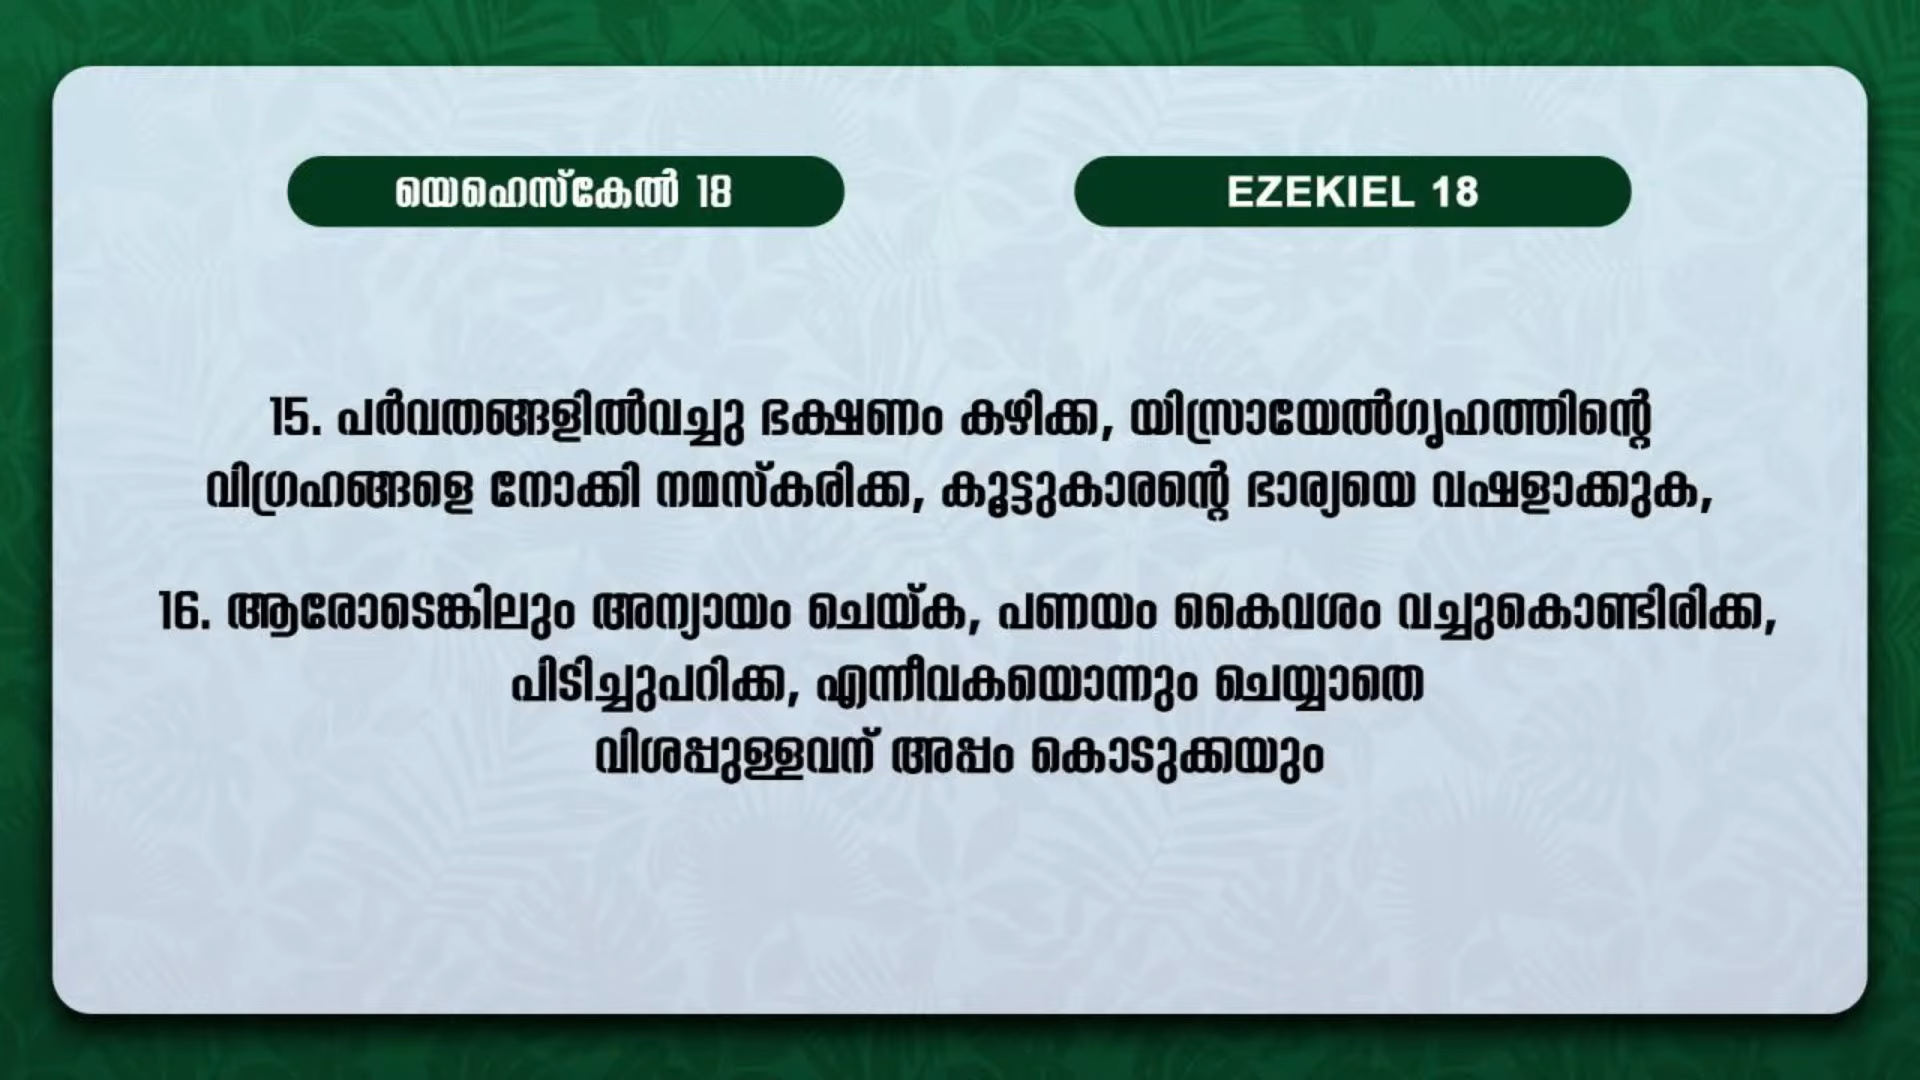 യെഹെസ്കേൽ 18
EZEKIEL 18
15. പർവതങ്ങളിൽവച്ചു ഭക്ഷണം കഴിക്ക, യിസ്രായേൽഗൃഹത്തിന്റെ
വിഗ്രഹങ്ങളെ നോക്കി നമസ്കരിക്ക, കൂട്ടുകാരന്റെ ഭാര്യയെ വഷളാക്കുക,
16. ആരോടെങ്കിലും അന്യായം ചെയ്ക, പണയം കൈവശം വച്ചുകൊണ്ടിരിക്ക,
പിടിച്ചുപറിക്ക, എന്നീവകയൊന്നും ചെയ്യാതെ
വിശപ്പുള്ളവന് അപ്പം കൊടുക്കയും